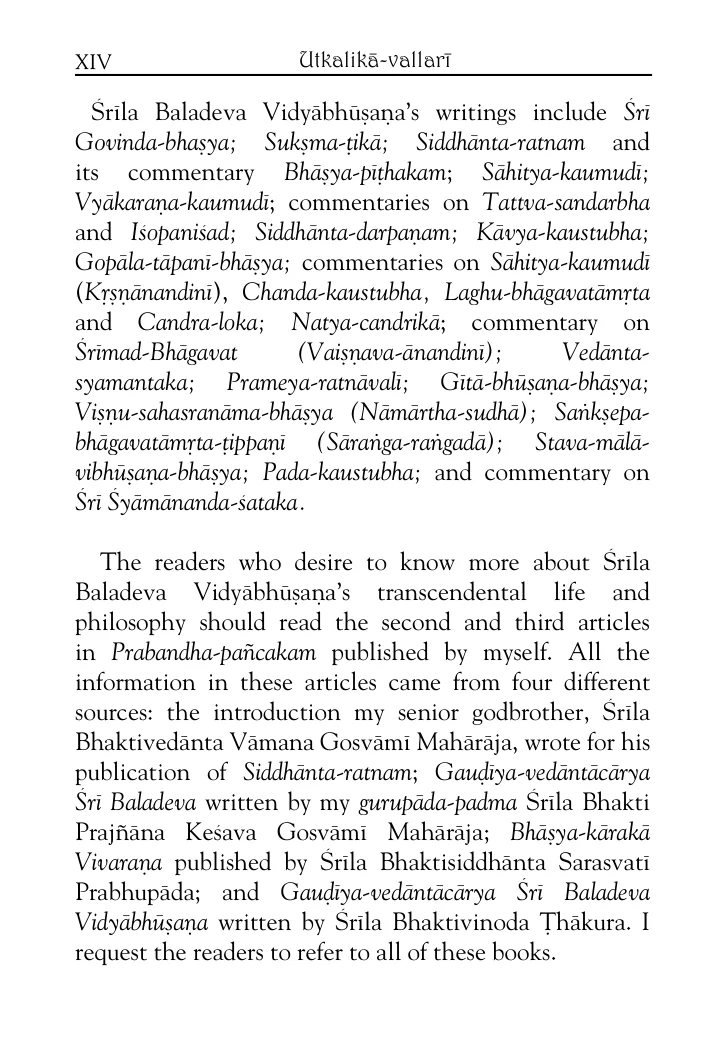 XIV
Utkalikā-vallarī
Śrīla Baladeva Vidyābhūṣaṇa’s writings include Śrī
Govinda-bhaṣya; Sukṣma-ṭikā; Siddhānta-ratnam and
its commentary Bhāṣya-pīṭhakam; Sāhitya-kaumudī;
Vyākaraṇa-kaumudī; commentaries on Tattva-sandarbha
and Iśopaniśad; Siddhānta-darpaṇam; Kāvya-kaustubha;
Gopāla-tāpanī-bhāṣya; commentaries on Sāhitya-kaumudī
(Kṛṣṇānandinī), Chanda-kaustubha, Laghu-bhāgavatāmṛta
and Candra-loka; Natya-candrikā; commentary on
Śrīmad-Bhāgavat (Vaiṣṇava-ānandinī); Vedānta-
syamantaka; Prameya-ratnāvalī; Gītā-bhūṣaṇa-bhāṣya;
Viṣṇu-sahasranāma-bhāṣya (Nāmārtha-sudhā); Saṅkṣepa-
bhāgavatāmṛta-ṭippaṇī (Sāraṅga-raṅgadā); Stava-mālā-
vibhūṣaṇa-bhāṣya; Pada-kaustubha; and commentary on
Śrī Śyāmānanda-śataka.
The readers who desire to know more about Śrīla
Baladeva Vidyābhūṣaṇa’s transcendental life and
philosophy should read the second and third articles
in Prabandha-pañcakam published by myself. All the
information in these articles came from four different
sources: the introduction my senior godbrother, Śrīla
Bhaktivedānta Vāmana Gosvāmī Mahārāja, wrote for his
publication of Siddhānta-ratnam; Gauḍīya-vedāntācārya
Śrī Baladeva written by my gurupāda-padma Śrīla Bhakti
Prajñāna Keśava Gosvāmī Mahārāja; Bhāṣya-kārakā
Vivaraṇa published by Śrīla Bhaktisiddhānta Sarasvatī
Prabhupāda; and Gauḍīya-vedāntācārya Śrī Baladeva
Vidyābhūṣaṇa written by Śrīla Bhaktivinoda Ṭhākura. I
request the readers to refer to all of these books.